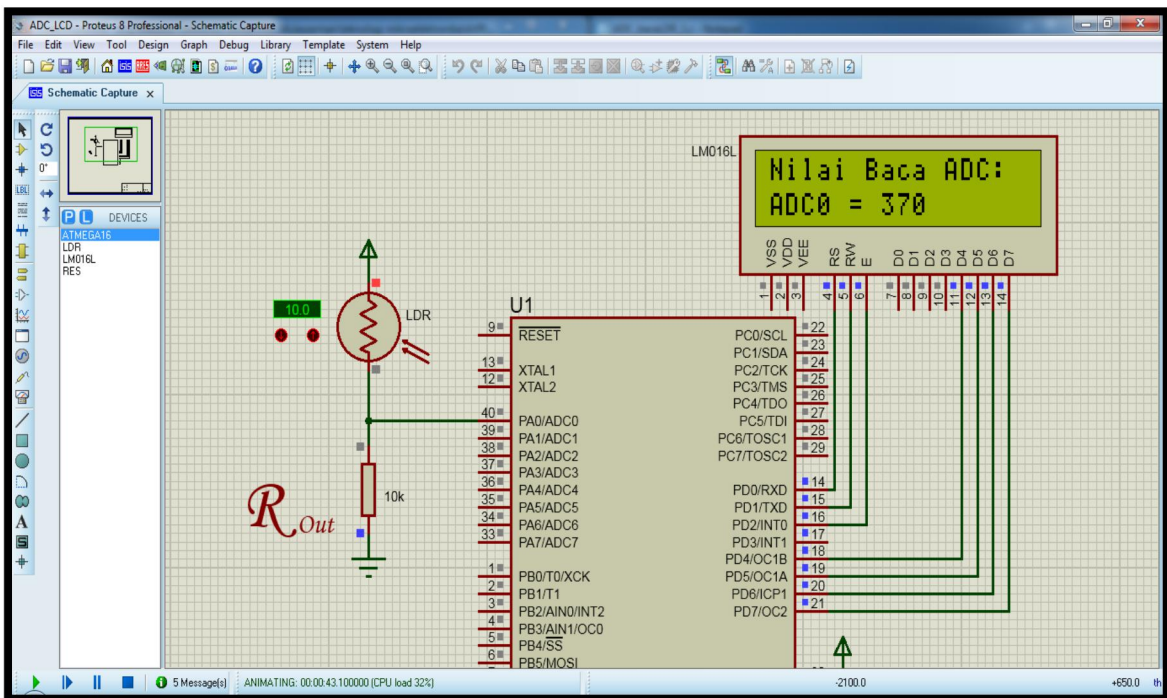 ADC_LCD - Proteus 8 Professional - Schematic Capture
File Edit View Tool Design Graph Debug Library Template System Help
Schematic Capture x
0°
LBL
P L DEVICES
ATMEGA16
LDR
LM016L
RES
LM016L
Nilai Baca ADC:
ADC0 = 370
VSS VDD VEE RS RW E D0 D1 D2 D3 D4 D5 D6 D7
1 2 3 4 5 6 7 8 9 10 11 12 13 14
10.0
LDR
U1
9 RESET
13 XTAL1
12 XTAL2
40 PA0/ADC0
39 PA1/ADC1
38 PA2/ADC2
37 PA3/ADC3
36 PA4/ADC4
35 PA5/ADC5
34 PA6/ADC6
33 PA7/ADC7
1 PB0/T0/XCK
2 PB1/T1
3 PB2/AIN0/INT2
4 PB3/AIN1/OC0
5 PB4/SS
6 PB5/MOSI
PC0/SCL 22
PC1/SDA 23
PC2/TCK 24
PC3/TMS 25
PC4/TDO 26
PC5/TDI 27
PC6/TOSC1 28
PC7/TOSC2 29
PD0/RXD 14
PD1/TXD 15
PD2/INT0 16
PD3/INT1 17
PD4/OC1B 18
PD5/OC1A 19
PD6/ICP1 20
PD7/OC2 21
10k
R Out
5 Message(s) ANIMATING: 00:00:43.100000 (CPU load 32%) -2100.0 +650.0 th